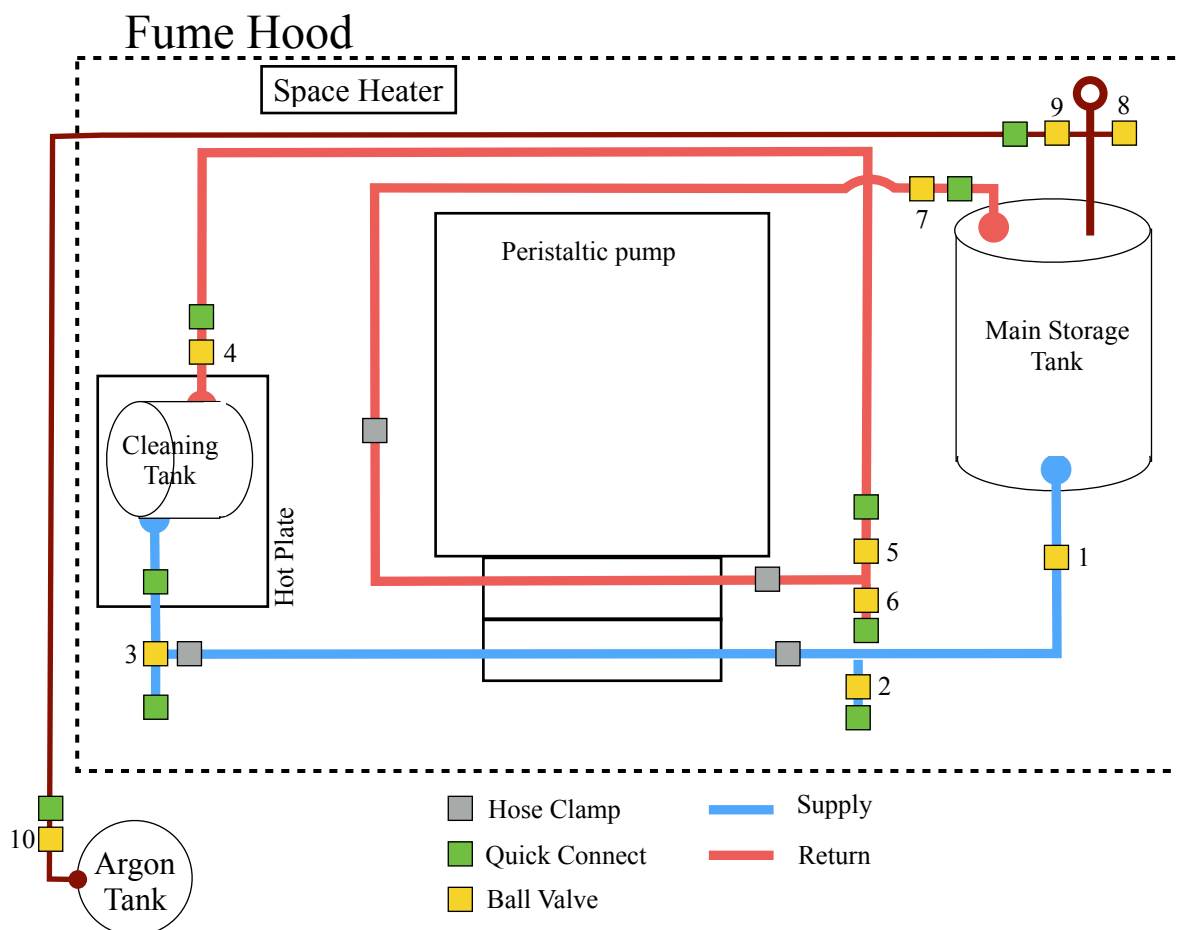 Fume Hood
Space Heater
9
8
7
Peristaltic pump
Main Storage
Tank
4
Cleaning
Tank
Hot Plate
5
1
6
3
2
10
Argon
Tank
Hose Clamp
Supply
Quick Connect
Return
Ball Valve